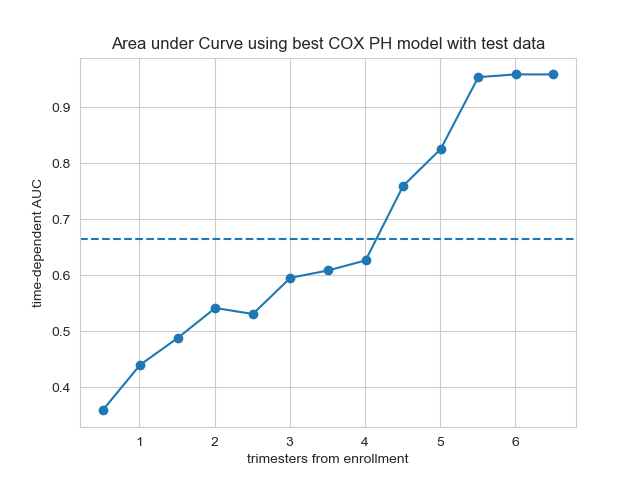 Area under Curve using best COX PH model with test data
time-dependent AUC
0.9
0.8
0.7
0.6
0.5
0.4
1 2 3 4 5 6
trimesters from enrollment